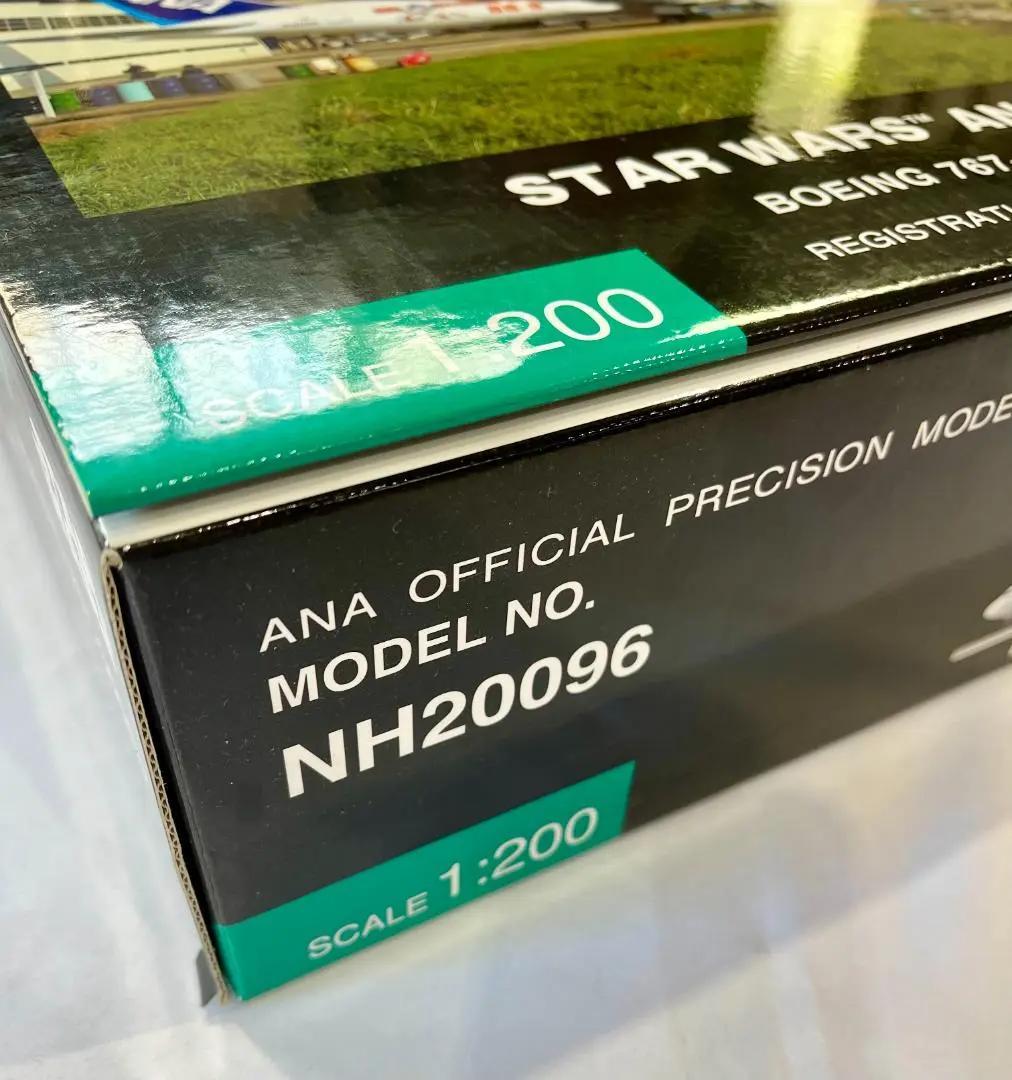 STAR WARS™ AN
BOEING 767-
REGISTRATI
SCALE 1:200
ANA OFFICIAL PRECISION MODE
MODEL NO.
NH20096
SCALE 1:200